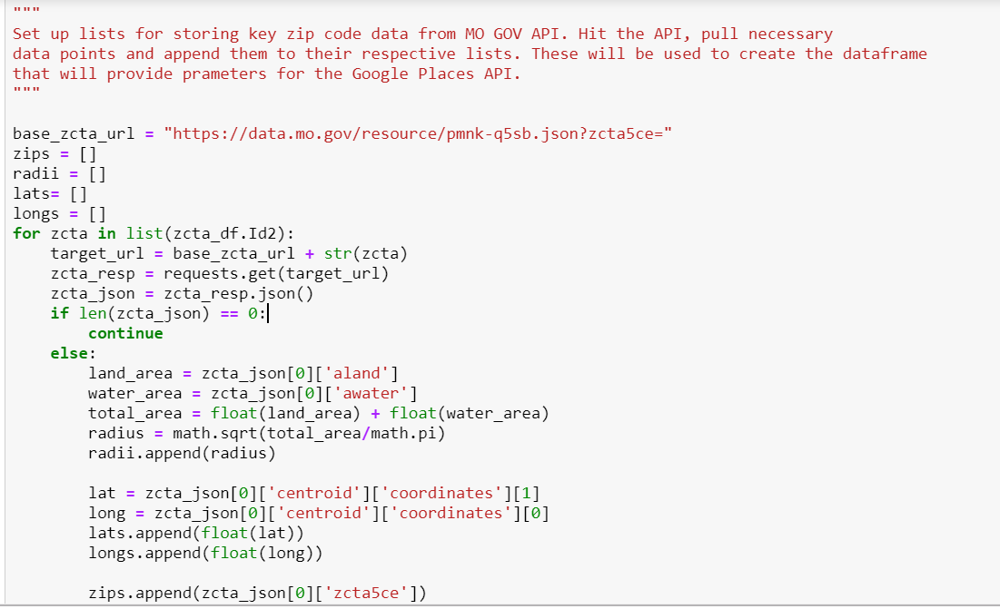 """
Set up lists for storing key zip code data from MO GOV API. Hit the API, pull necessary
data points and append them to their respective lists. These will be used to create the dataframe
that will provide prameters for the Google Places API.
"""
base_zcta_url = "https://data.mo.gov/resource/pmnk-q5sb.json?zcta5ce="
zips = []
radii = []
lats= []
longs = []
for zcta in list(zcta_df.Id2):
    target_url = base_zcta_url + str(zcta)
    zcta_resp = requests.get(target_url)
    zcta_json = zcta_resp.json()
    if len(zcta_json) == 0:
        continue
    else:
        land_area = zcta_json[0]['aland']
        water_area = zcta_json[0]['awater']
        total_area = float(land_area) + float(water_area)
        radius = math.sqrt(total_area/math.pi)
        radii.append(radius)
        lat = zcta_json[0]['centroid']['coordinates'][1]
        long = zcta_json[0]['centroid']['coordinates'][0]
        lats.append(float(lat))
        longs.append(float(long))
        zips.append(zcta_json[0]['zcta5ce'])